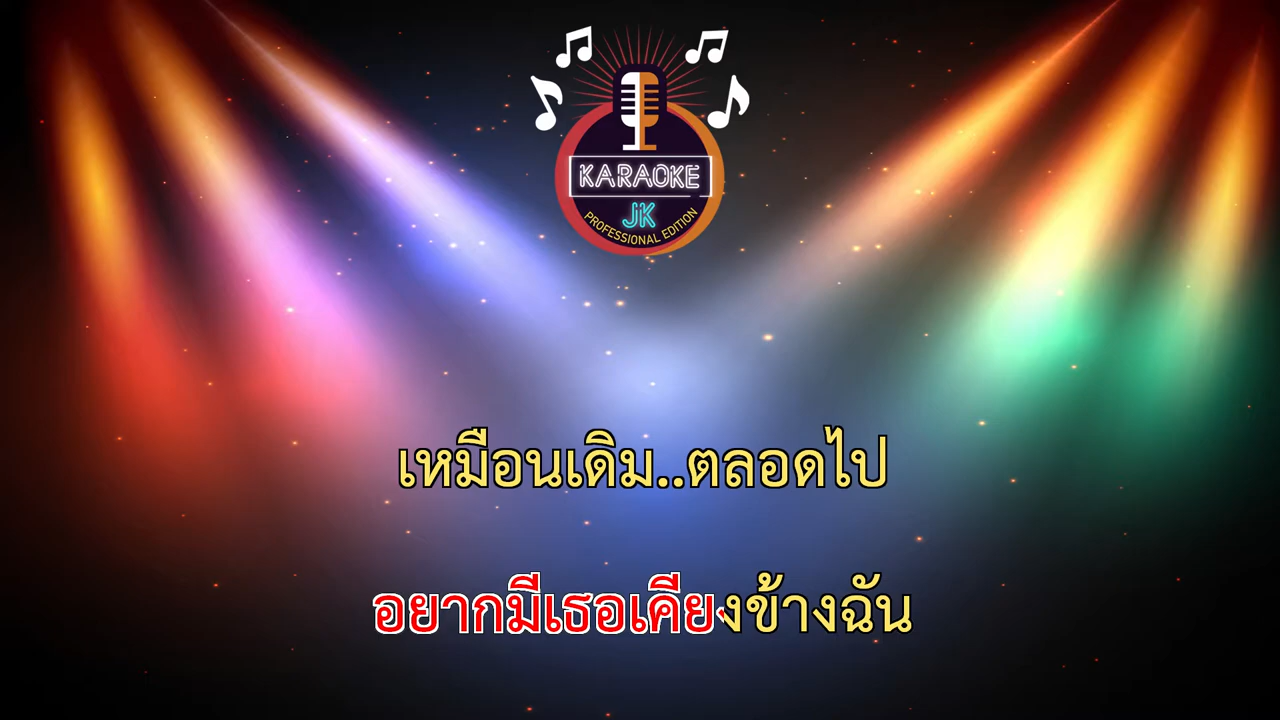 KARAOKE
JK
PROFESSIONAL EDITION
เหมือนเดิม..ตลอดไป
อยากมีเธอเคียงข้างฉัน